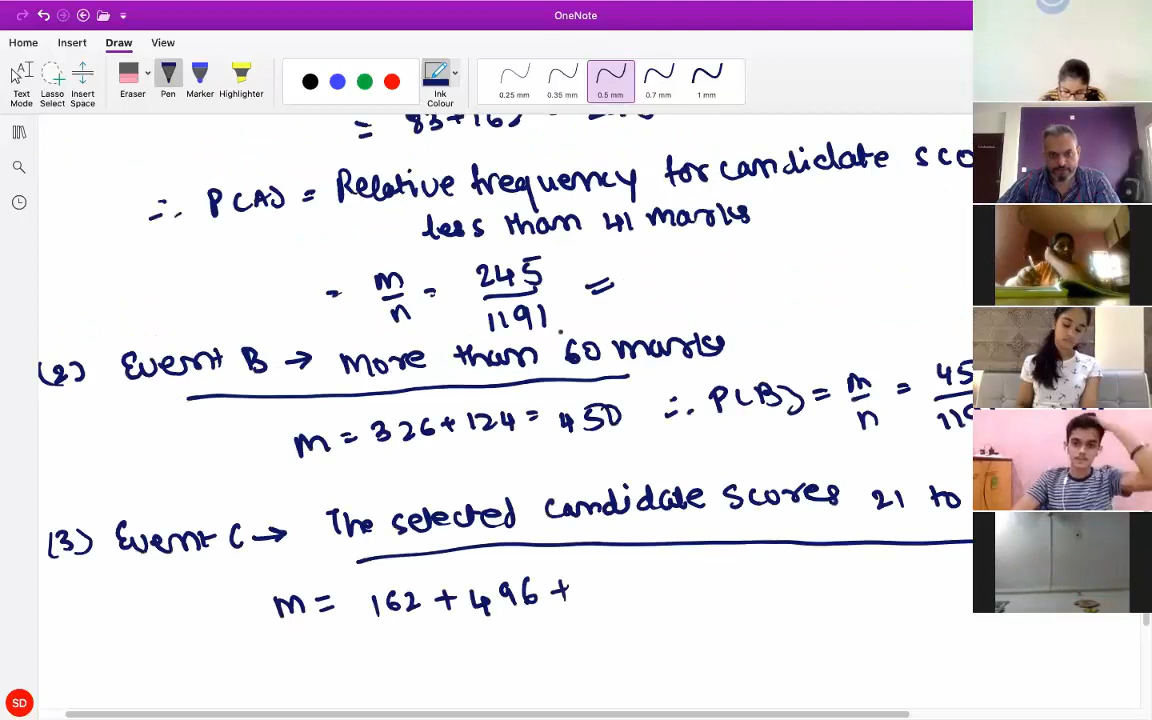 OneNote
Home Insert Draw View
Text Mode
Lasso Select
Insert Space
Eraser
Pen
Marker
Highlighter
Ink Colour
0.25 mm
0.35 mm
0.5 mm
0.7 mm
1 mm
∴ P(A) = Relative frequency for candidate sco
less than 41 marks
= m/n = 245/1191 =
(2) Event B → More than 60 marks
m = 326 + 124 = 450 ∴ P(B) = m/n = 45
(3) Event C → The selected candidate scores 21 to
m = 162 + 496 +
SD